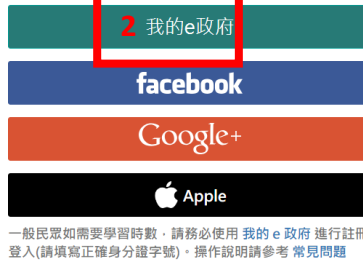 2 我的e政府
facebook
Google+
Apple
一般民眾如需要學習時數，請務必使用 我的 e 政府 進行註冊
登入(請填寫正確身分證字號)。操作說明請參考 常見問題